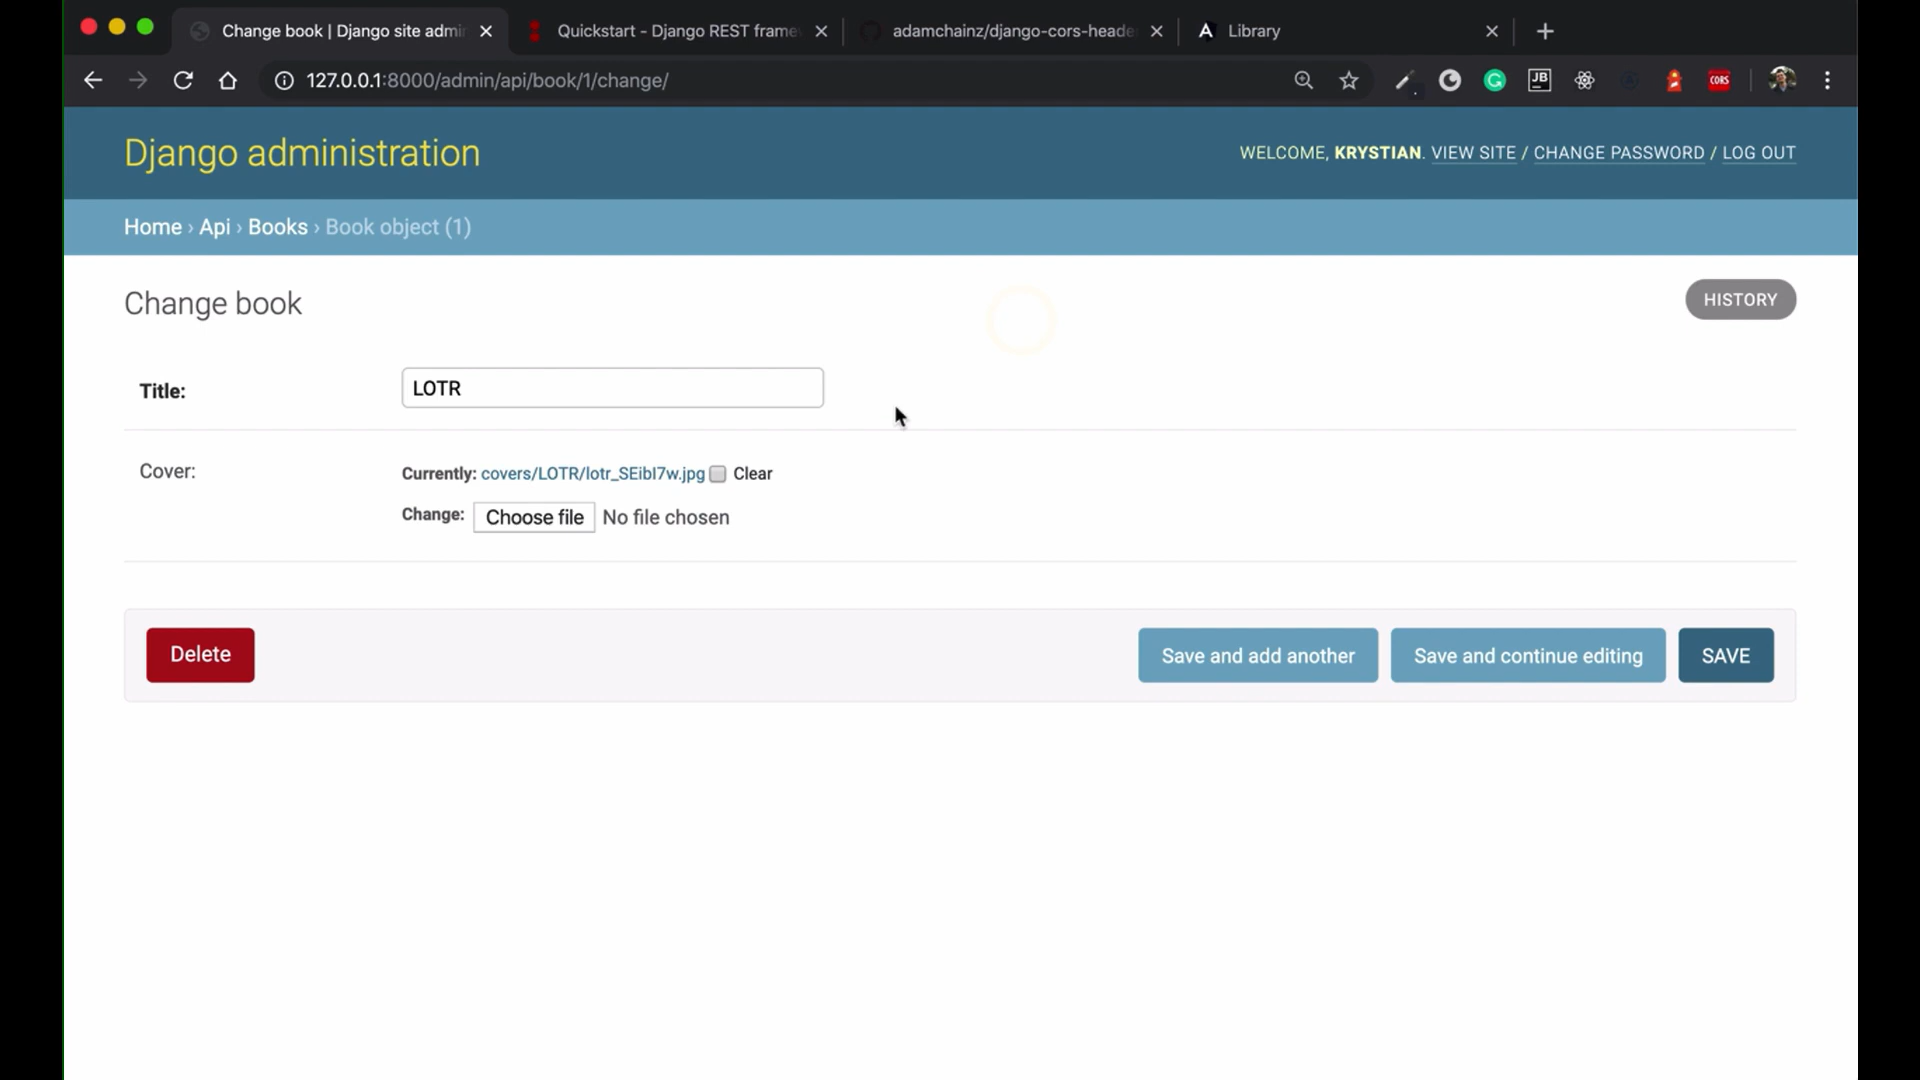 Change book | Django site admi
Quickstart - Django REST frame
adamchainz/django-cors-heade
A Library
127.0.0.1:8000/admin/api/book/1/change/
JB
CORS
Django administration
WELCOME, KRYSTIAN. VIEW SITE / CHANGE PASSWORD / LOG OUT
Home › Api › Books › Book object (1)
Change book
HISTORY
Title:
LOTR
Cover:
Currently: covers/LOTR/lotr_SEibI7w.jpg Clear
Change: Choose file No file chosen
Delete
Save and add another
Save and continue editing
SAVE